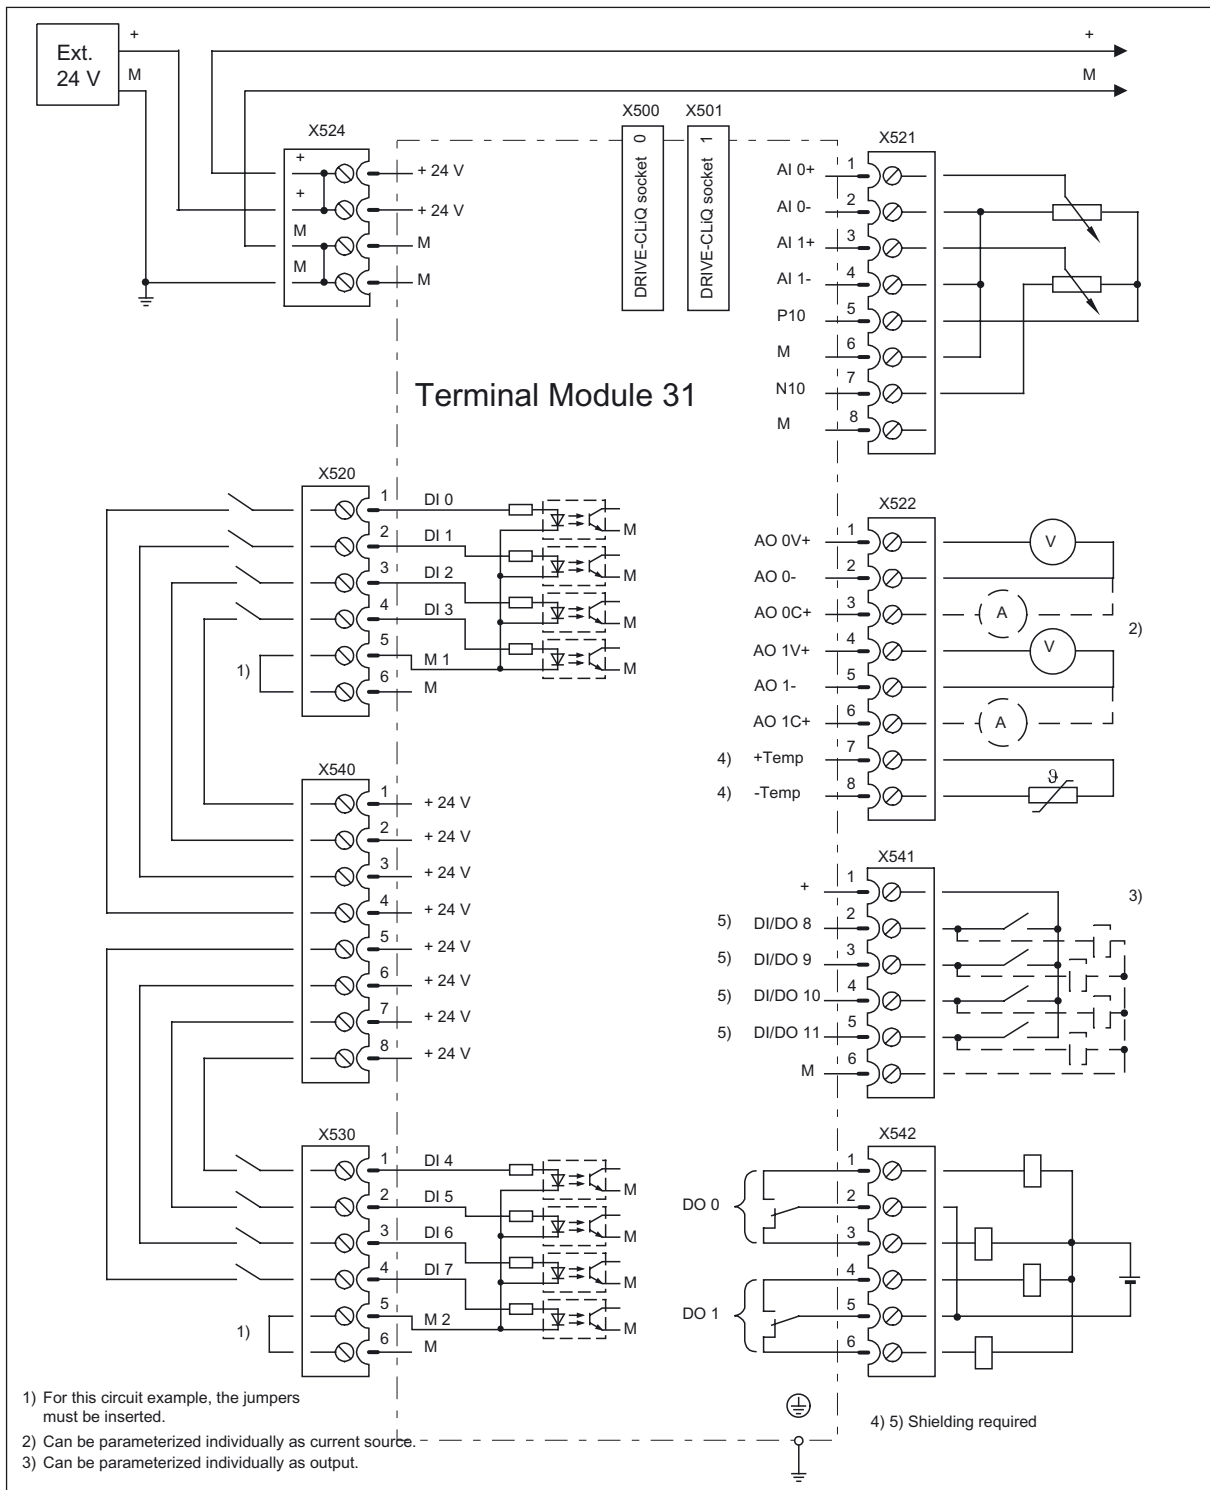 Ext.
24 V
+
M
+
M
X524
+
+
M
M
+ 24 V
+ 24 V
M
M
X500
X501
DRIVE-CLiQ socket 0
DRIVE-CLiQ socket 1
Terminal Module 31
X521
AI 0+ 1
AI 0- 2
AI 1+ 3
AI 1- 4
P10 5
M 6
N10 7
M 8
X520
1 DI 0
2 DI 1
3 DI 2
4 DI 3
5 M 1
6 M
1)
M
M
M
M
X522
AO 0V+ 1 V
AO 0- 2
AO 0C+ 3 A
2)
AO 1V+ 4 V
AO 1- 5
AO 1C+ 6 A
4) +Temp 7
4) -Temp 8 ϑ
X540
1 + 24 V
2 + 24 V
3 + 24 V
4 + 24 V
5 + 24 V
6 + 24 V
7 + 24 V
8 + 24 V
X541
+ 1
3)
5) DI/DO 8 2
5) DI/DO 9 3
5) DI/DO 10 4
5) DI/DO 11 5
M 6
X530
1 DI 4
2 DI 5
3 DI 6
4 DI 7
5 M 2
6 M
1)
M
M
M
M
X542
DO 0
1
2
3
DO 1
4
5
6
1) For this circuit example, the jumpers
must be inserted.
2) Can be parameterized individually as current source.
3) Can be parameterized individually as output.
4) 5) Shielding required